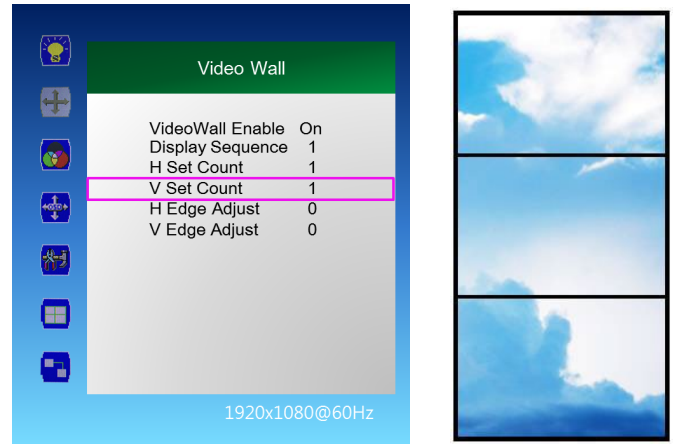 Video Wall
VideoWall Enable On
Display Sequence 1
H Set Count 1
V Set Count 1
H Edge Adjust 0
V Edge Adjust 0
OSD
1920x1080@60Hz